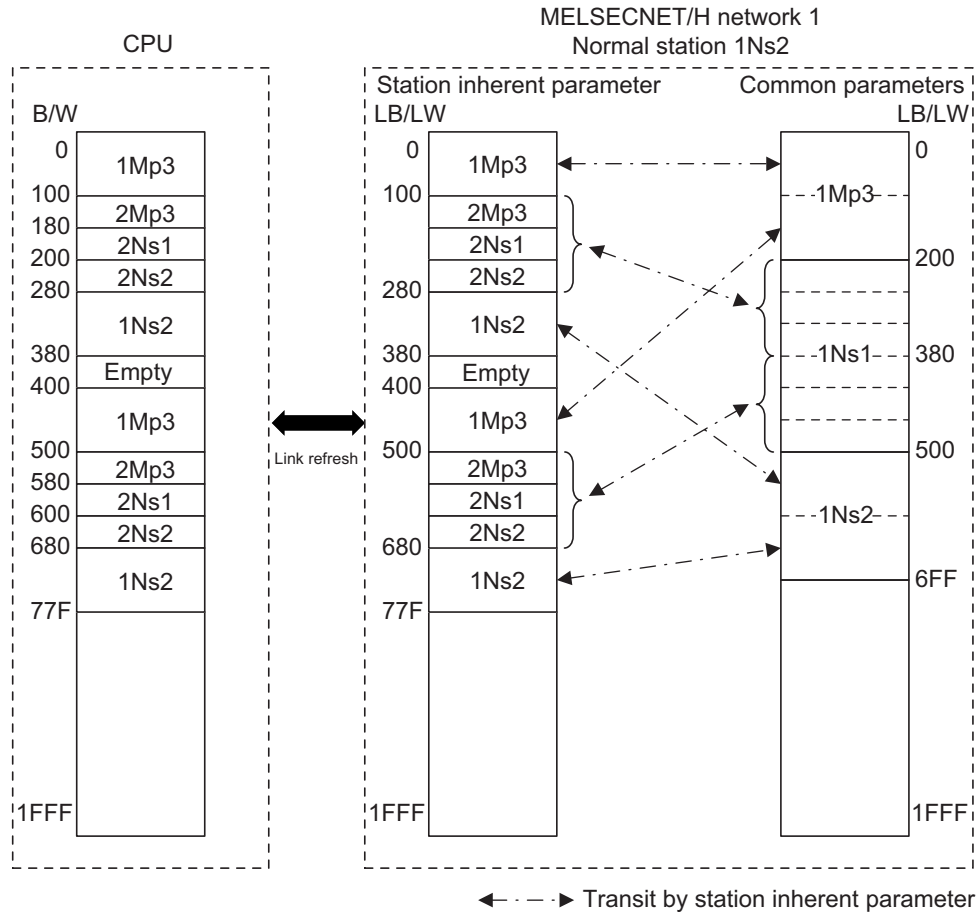 MELSECNET/H network 1
CPU
Normal station 1Ns2
Station inherent parameter
Common parameters
B/W
LB/LW
LB/LW
0
1Mp3
100
2Mp3
180
2Ns1
200
2Ns2
280
1Ns2
380
Empty
400
1Mp3
500
2Mp3
580
2Ns1
600
2Ns2
680
1Ns2
77F
1FFF
Link refresh
0
1Mp3
100
2Mp3
2Ns1
2Ns2
280
1Ns2
380
Empty
400
1Mp3
500
2Mp3
2Ns1
2Ns2
680
1Ns2
77F
1FFF
0
1Mp3
200
1Ns1
380
500
1Ns2
6FF
1FFF
Transit by station inherent parameter